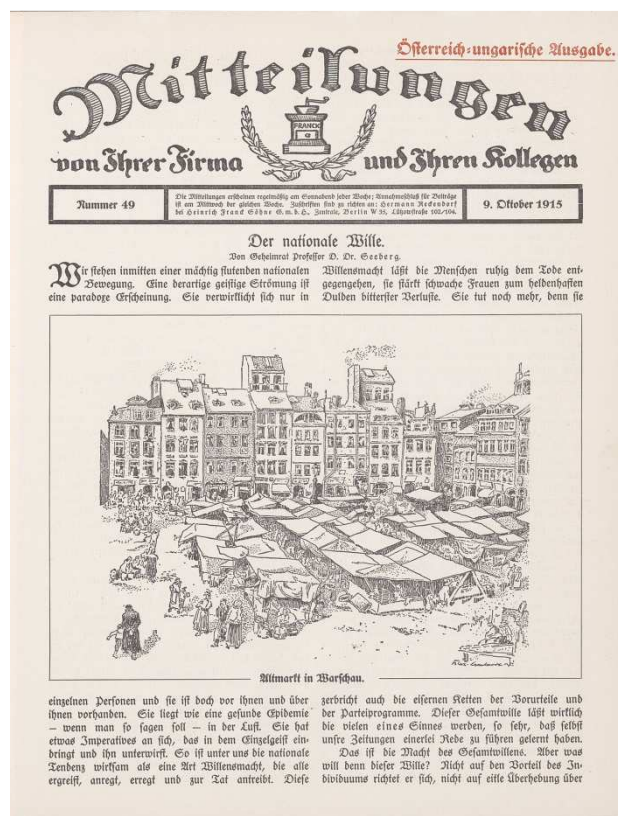 Österreich-ungarische Ausgabe.
Mitteilungen
FRANCK
von Ihrer Firma und Ihren Kollegen
Nummer 49
Die Mitteilungen erscheinen regelmäßig am Sonnabend jeder Woche; Annahmeschluß für Beiträge
ist am Mittwoch der gleichen Woche. Zuschriften sind zu richten an: Hermann Reckendorf
bei Heinrich Franck Söhne G. m. b. H., Zentrale, Berlin W 35, Lützowstraße 102/104.
9. Oktober 1915
Der nationale Wille.
Von Geheimrat Professor D. Dr. Seeberg.
Wir stehen inmitten einer mächtig flutenden nationalen
Bewegung. Eine derartige geistige Strömung ist
eine paradoxe Erscheinung. Sie verwirklicht sich nur in
Willensmacht läßt die Menschen ruhig dem Tode ent-
gegengehen, sie stärkt schwache Frauen zum heldenhaften
Dulden bitterster Verluste. Sie tut noch mehr, denn sie
Altmarkt in Warschau.
einzelnen Personen und sie ist doch vor ihnen und über
ihnen vorhanden. Sie liegt wie eine gesunde Epidemie
– wenn man so sagen soll – in der Luft. Sie hat
etwas Imperatives an sich, das in dem Einzelgeist ein-
dringt und ihn unterwirft. So ist unter uns die nationale
Tendenz wirksam als eine Art Willensmacht, die alle
ergreift, anregt, erregt und zur Tat antreibt. Diese
zerbricht auch die eisernen Ketten der Vorurteile und
der Parteiprogramme. Dieser Gesamtwille läßt wirklich
die vielen eines Sinnes werden, so sehr, daß selbst
unsre Zeitungen einerlei Rede zu führen gelernt haben.
Das ist die Macht des Gesamtwillens. Aber was
will denn dieser Wille? Nicht auf den Vorteil des In-
dividuums richtet er sich, nicht auf eitle Überhebung über